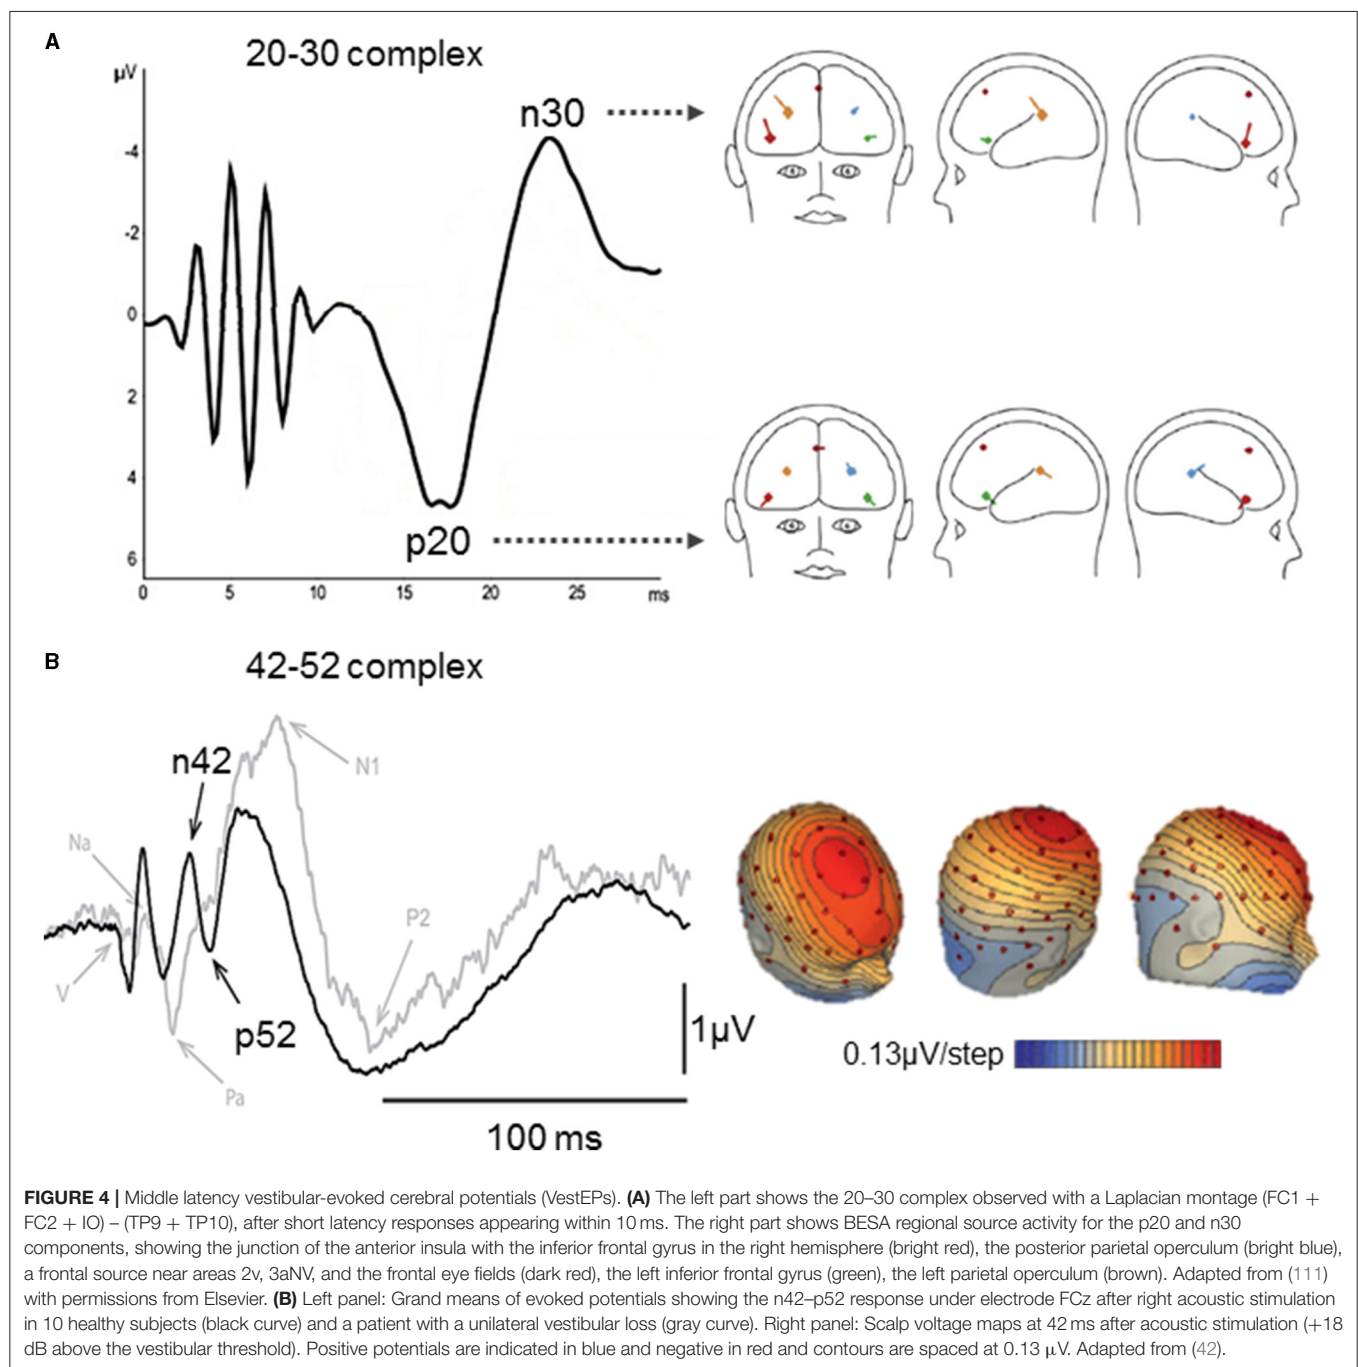 A
20-30 complex
µV
-4
-2
0
2
4
6
0
5
10
15
20
25
ms
n30
p20
B
42-52 complex
n42
N1
Na
V
P2
p52
Pa
1µV
100 ms
0.13µV/step
FIGURE 4 | Middle latency vestibular-evoked cerebral potentials (VestEPs). (A) The left part shows the 20–30 complex observed with a Laplacian montage (FC1 +
FC2 + IO) – (TP9 + TP10), after short latency responses appearing within 10 ms. The right part shows BESA regional source activity for the p20 and n30
components, showing the junction of the anterior insula with the inferior frontal gyrus in the right hemisphere (bright red), the posterior parietal operculum (bright blue),
a frontal source near areas 2v, 3aNV, and the frontal eye fields (dark red), the left inferior frontal gyrus (green), the left parietal operculum (brown). Adapted from (111)
with permissions from Elsevier. (B) Left panel: Grand means of evoked potentials showing the n42–p52 response under electrode FCz after right acoustic stimulation
in 10 healthy subjects (black curve) and a patient with a unilateral vestibular loss (gray curve). Right panel: Scalp voltage maps at 42 ms after acoustic stimulation (+18
dB above the vestibular threshold). Positive potentials are indicated in blue and negative in red and contours are spaced at 0.13 µV. Adapted from (42).